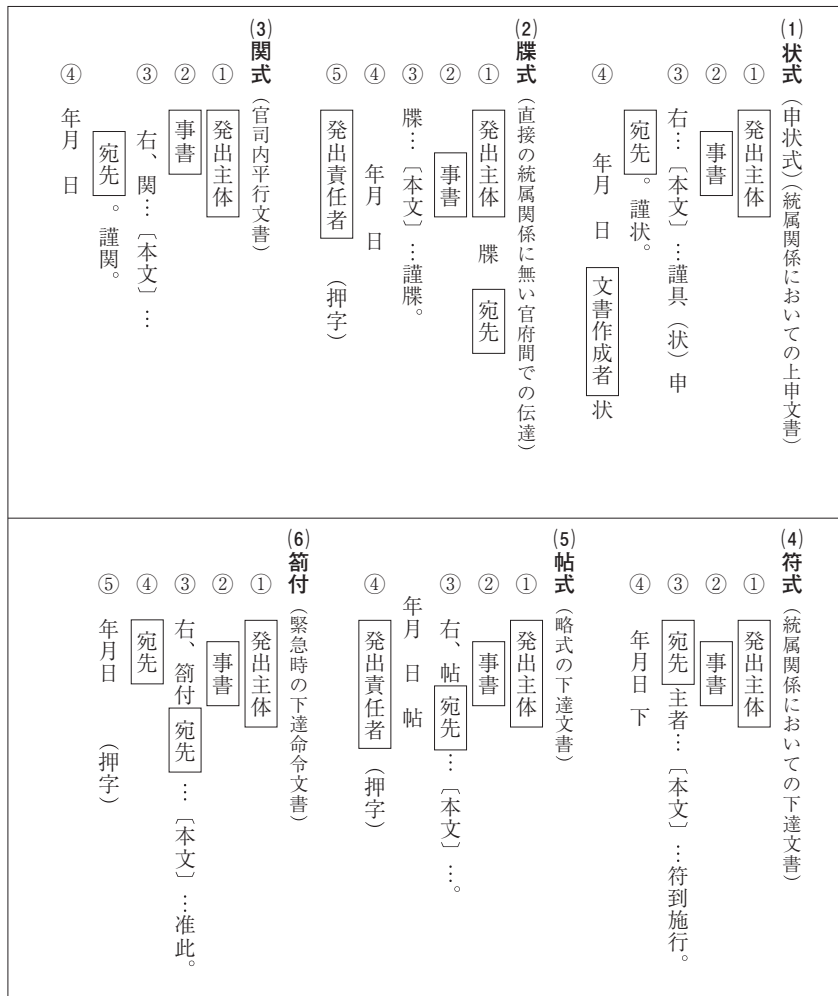 (1)状式（申状式）（統属関係においての上申文書）
① 発出主体
② 事書
③ 右…〔本文〕…謹具（状）申
宛先。謹状。
④ 年月 日 文書作成者 状
(2)牒式（直接の統属関係に無い官府間での伝達）
① 発出主体 牒 宛先
② 事書
③ 牒…〔本文〕…謹牒。
④ 年月 日
⑤ 発出責任者 （押字）
(3)関式（官司内平行文書）
① 発出主体
② 事書
③ 右、関…〔本文〕…
宛先。謹関。
④ 年月 日
(4)符式（統属関係においての下達文書）
① 発出主体
② 事書
③ 宛先 主者…〔本文〕…符到施行。
④ 年月日 下
(5)帖式（略式の下達文書）
① 発出主体
② 事書
③ 右、帖 宛先…〔本文〕…。
年月 日 帖
④ 発出責任者 （押字）
(6)箚付（緊急時の下達命令文書）
① 発出主体
② 事書
③ 右、箚付 宛先 …〔本文〕…准此。
④ 宛先
⑤ 年月日 （押字）